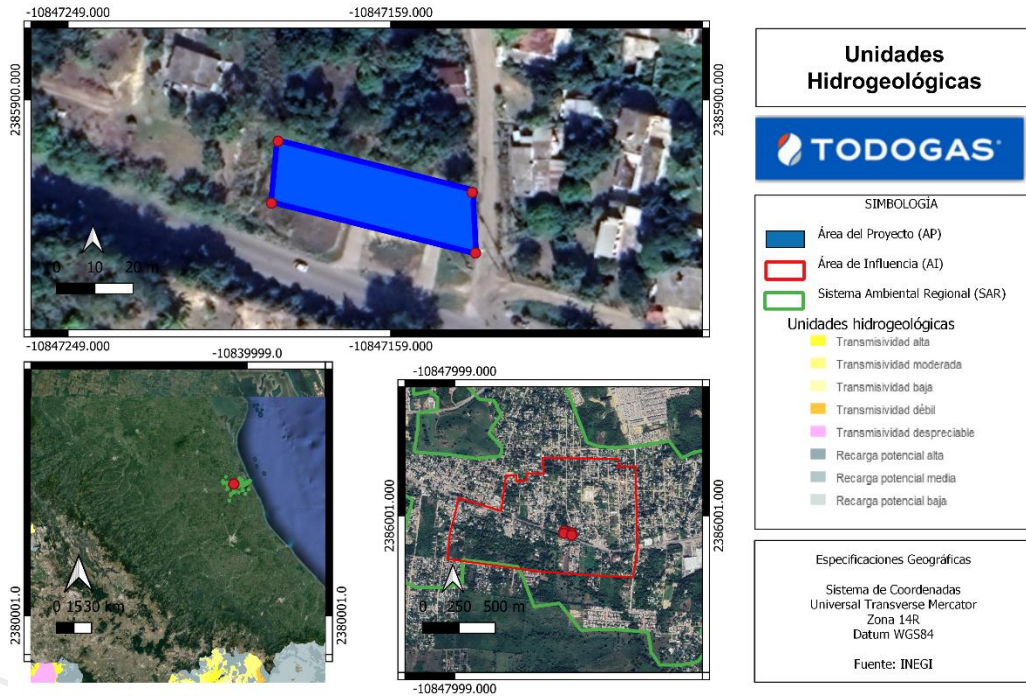 -10847249.000
-10847159.000
2385900.000
2385900.000
0 10 20 m
-10847249.000
-10847159.000
-10839999.0
2380001.0
2380001.0
0 1530 km
-10847999.000
2386001.000
2386001.000
0 250 500 m
-10847999.000
Unidades
Hidrogeológicas
TODOGAS
SIMBOLOGÍA
Área del Proyecto (AP)
Área de Influencia (AI)
Sistema Ambiental Regional (SAR)
Unidades hidrogeológicas
Transmisividad alta
Transmisividad moderada
Transmisividad baja
Transmisividad débil
Transmisividad despreciable
Recarga potencial alta
Recarga potencial media
Recarga potencial baja
Especificaciones Geográficas
Sistema de Coordenadas
Universal Transverse Mercator
Zona 14R
Datum WGS84
Fuente: INEGI